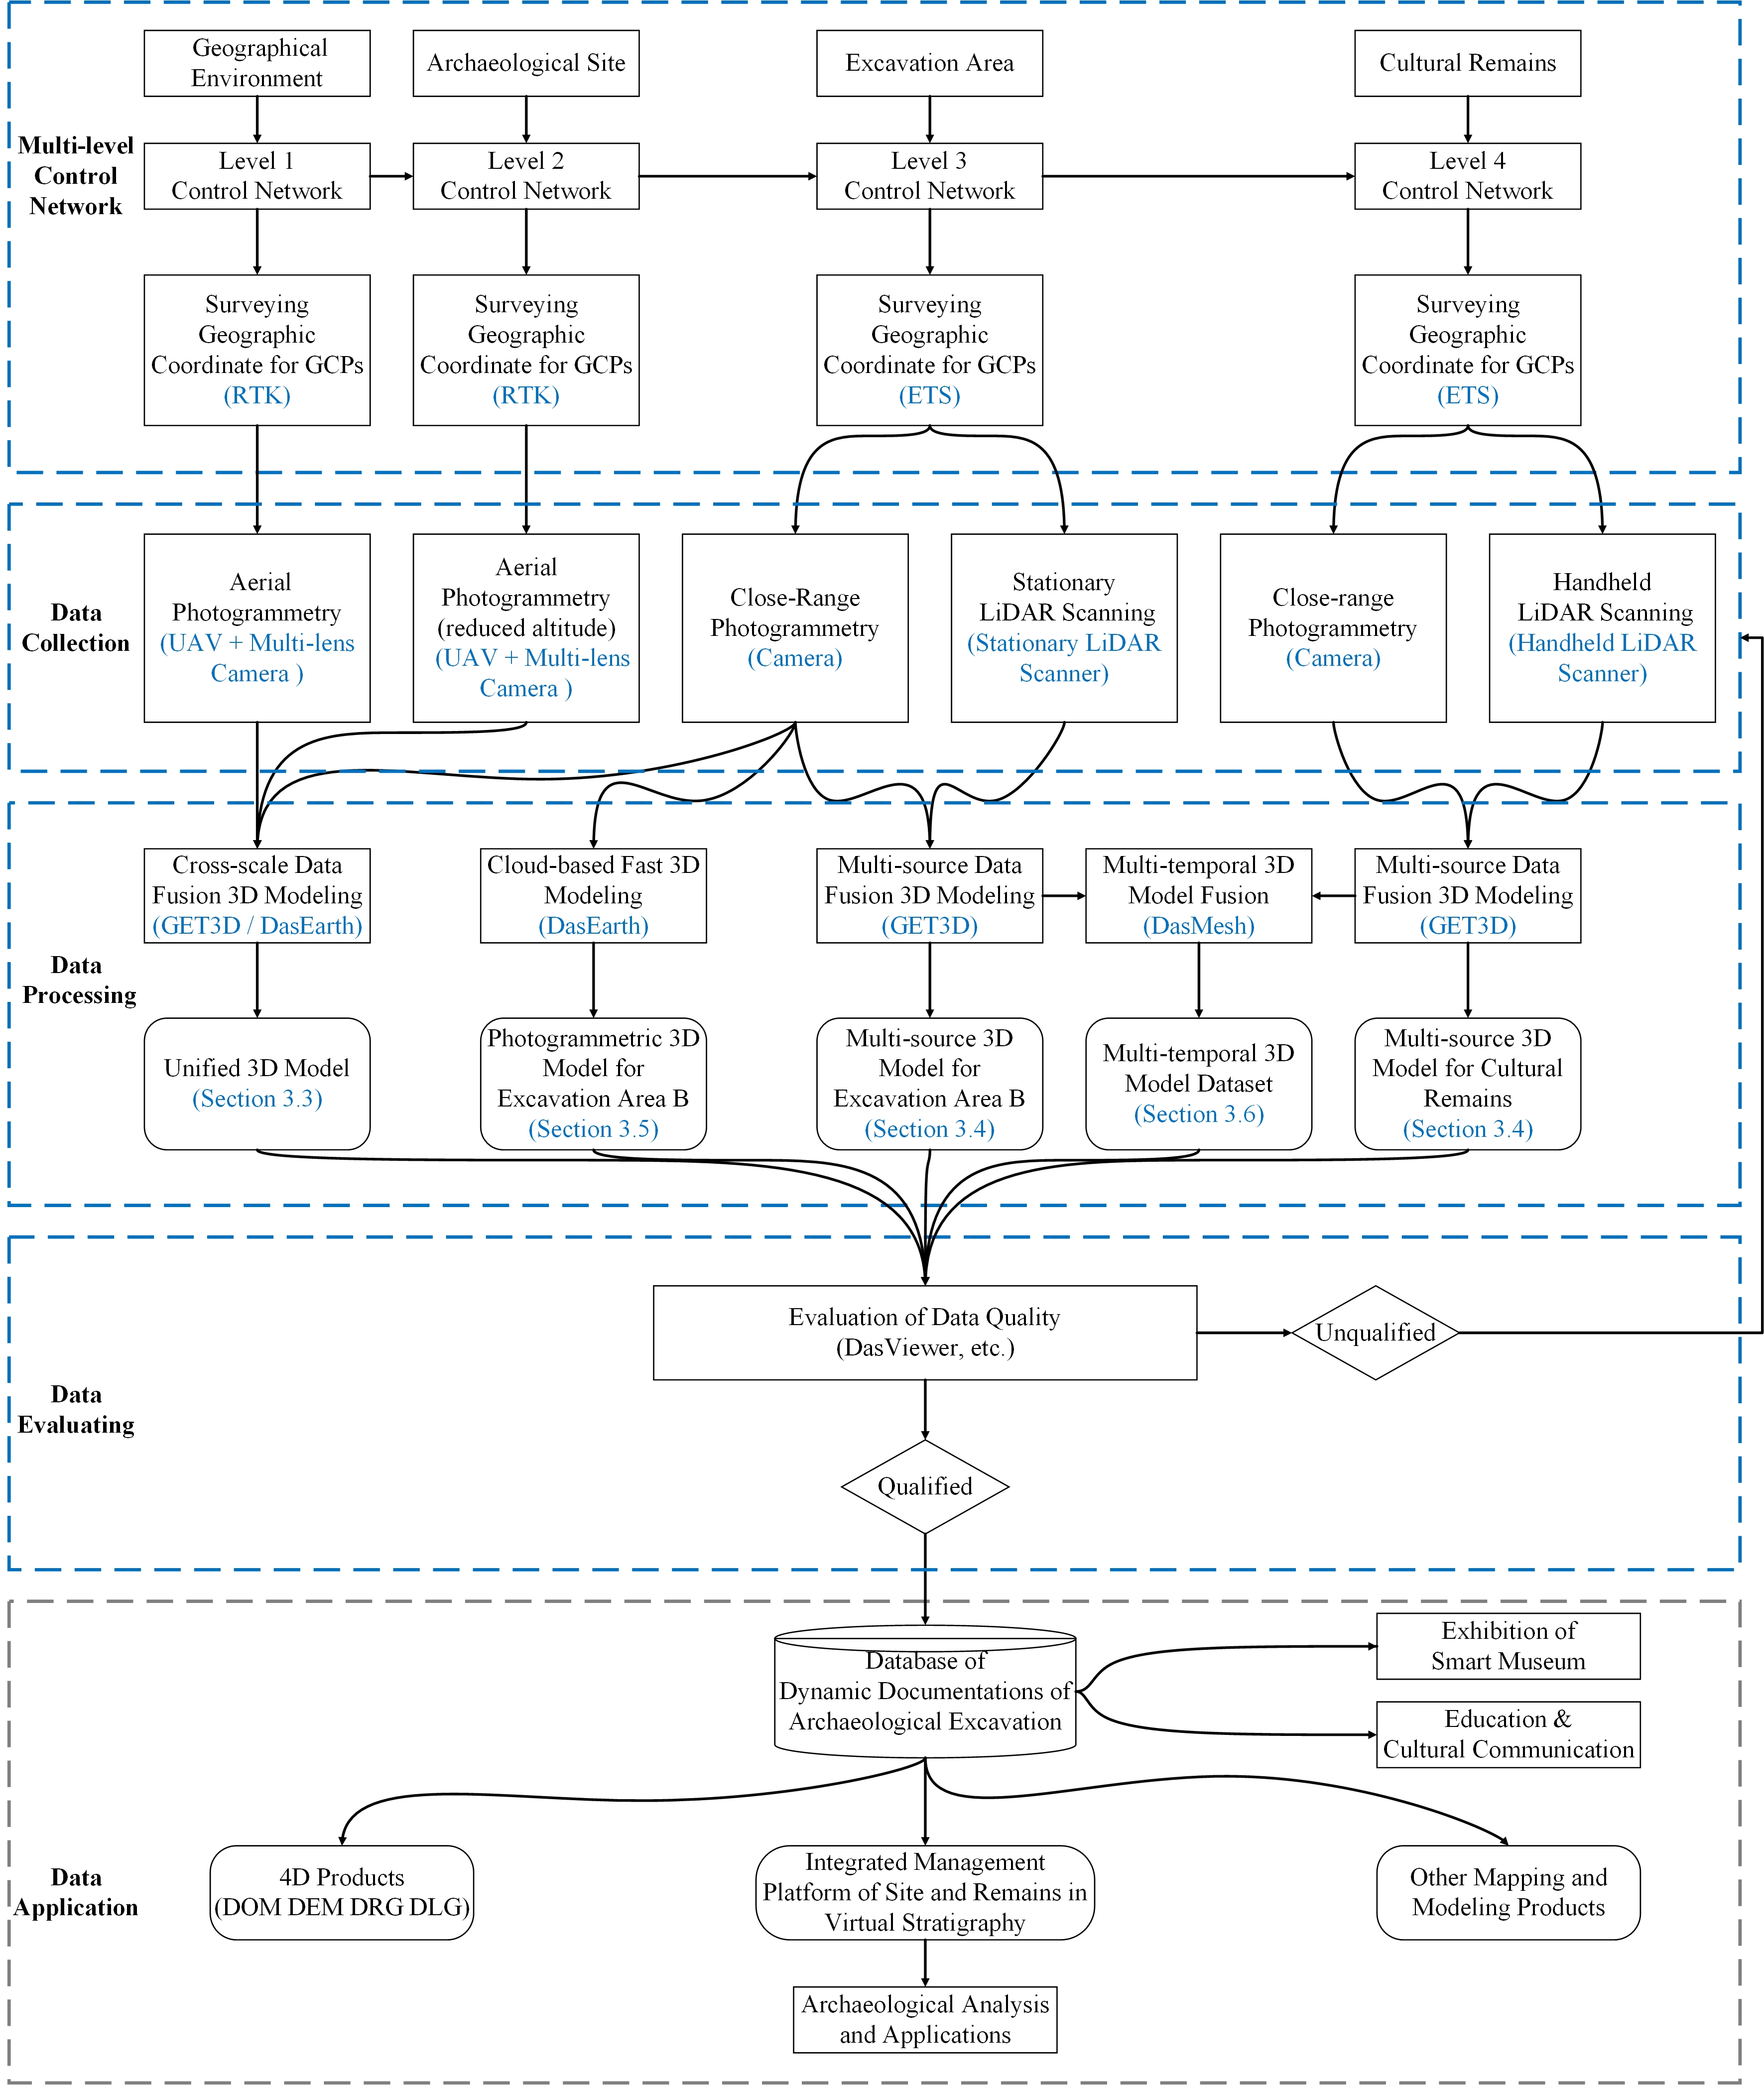 Geographical
Environment
Archaeological Site
Excavation Area
Cultural Remains
Multi-level
Control
Network
Level 1
Control Network
Level 2
Control Network
Level 3
Control Network
Level 4
Control Network
Surveying
Geographic
Coordinate for GCPs
(RTK)
Surveying
Geographic
Coordinate for GCPs
(RTK)
Surveying
Geographic
Coordinate for GCPs
(ETS)
Surveying
Geographic
Coordinate for GCPs
(ETS)
Data
Collection
Aerial
Photogrammetry
(UAV + Multi-lens
Camera )
Aerial
Photogrammetry
(reduced altitude)
(UAV + Multi-lens
Camera )
Close-Range
Photogrammetry
(Camera)
Stationary
LiDAR Scanning
(Stationary LiDAR
Scanner)
Close-range
Photogrammetry
(Camera)
Handheld
LiDAR Scanning
(Handheld LiDAR
Scanner)
Data
Processing
Cross-scale Data
Fusion 3D Modeling
(GET3D / DasEarth)
Cloud-based Fast 3D
Modeling
(DasEarth)
Multi-source Data
Fusion 3D Modeling
(GET3D)
Multi-temporal 3D
Model Fusion
(DasMesh)
Multi-source Data
Fusion 3D Modeling
(GET3D)
Unified 3D Model
(Section 3.3)
Photogrammetric 3D
Model for
Excavation Area B
(Section 3.5)
Multi-source 3D
Model for
Excavation Area B
(Section 3.4)
Multi-temporal 3D
Model Dataset
(Section 3.6)
Multi-source 3D
Model for Cultural
Remains
(Section 3.4)
Data
Evaluating
Evaluation of Data Quality
(DasViewer, etc.)
Unqualified
Qualified
Data
Application
Database of
Dynamic Documentations of
Archaeological Excavation
Exhibition of
Smart Museum
Education &
Cultural Communication
4D Products
(DOM DEM DRG DLG)
Integrated Management
Platform of Site and Remains in
Virtual Stratigraphy
Other Mapping and
Modeling Products
Archaeological Analysis
and Applications